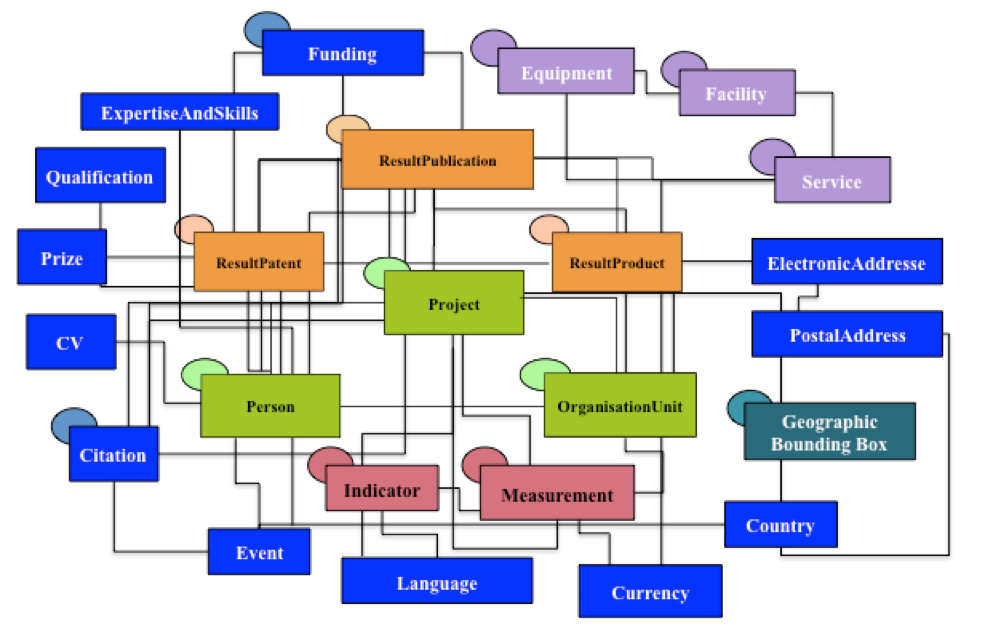 Funding
Equipment
Facility
ExpertiseAndSkills
ResultPublication
Qualification
Service
Prize
ResultPatent
ResultProduct
ElectronicAddresse
Project
CV
PostalAddress
Person
OrganisationUnit
Geographic
Bounding Box
Citation
Indicator
Measurement
Country
Event
Language
Currency